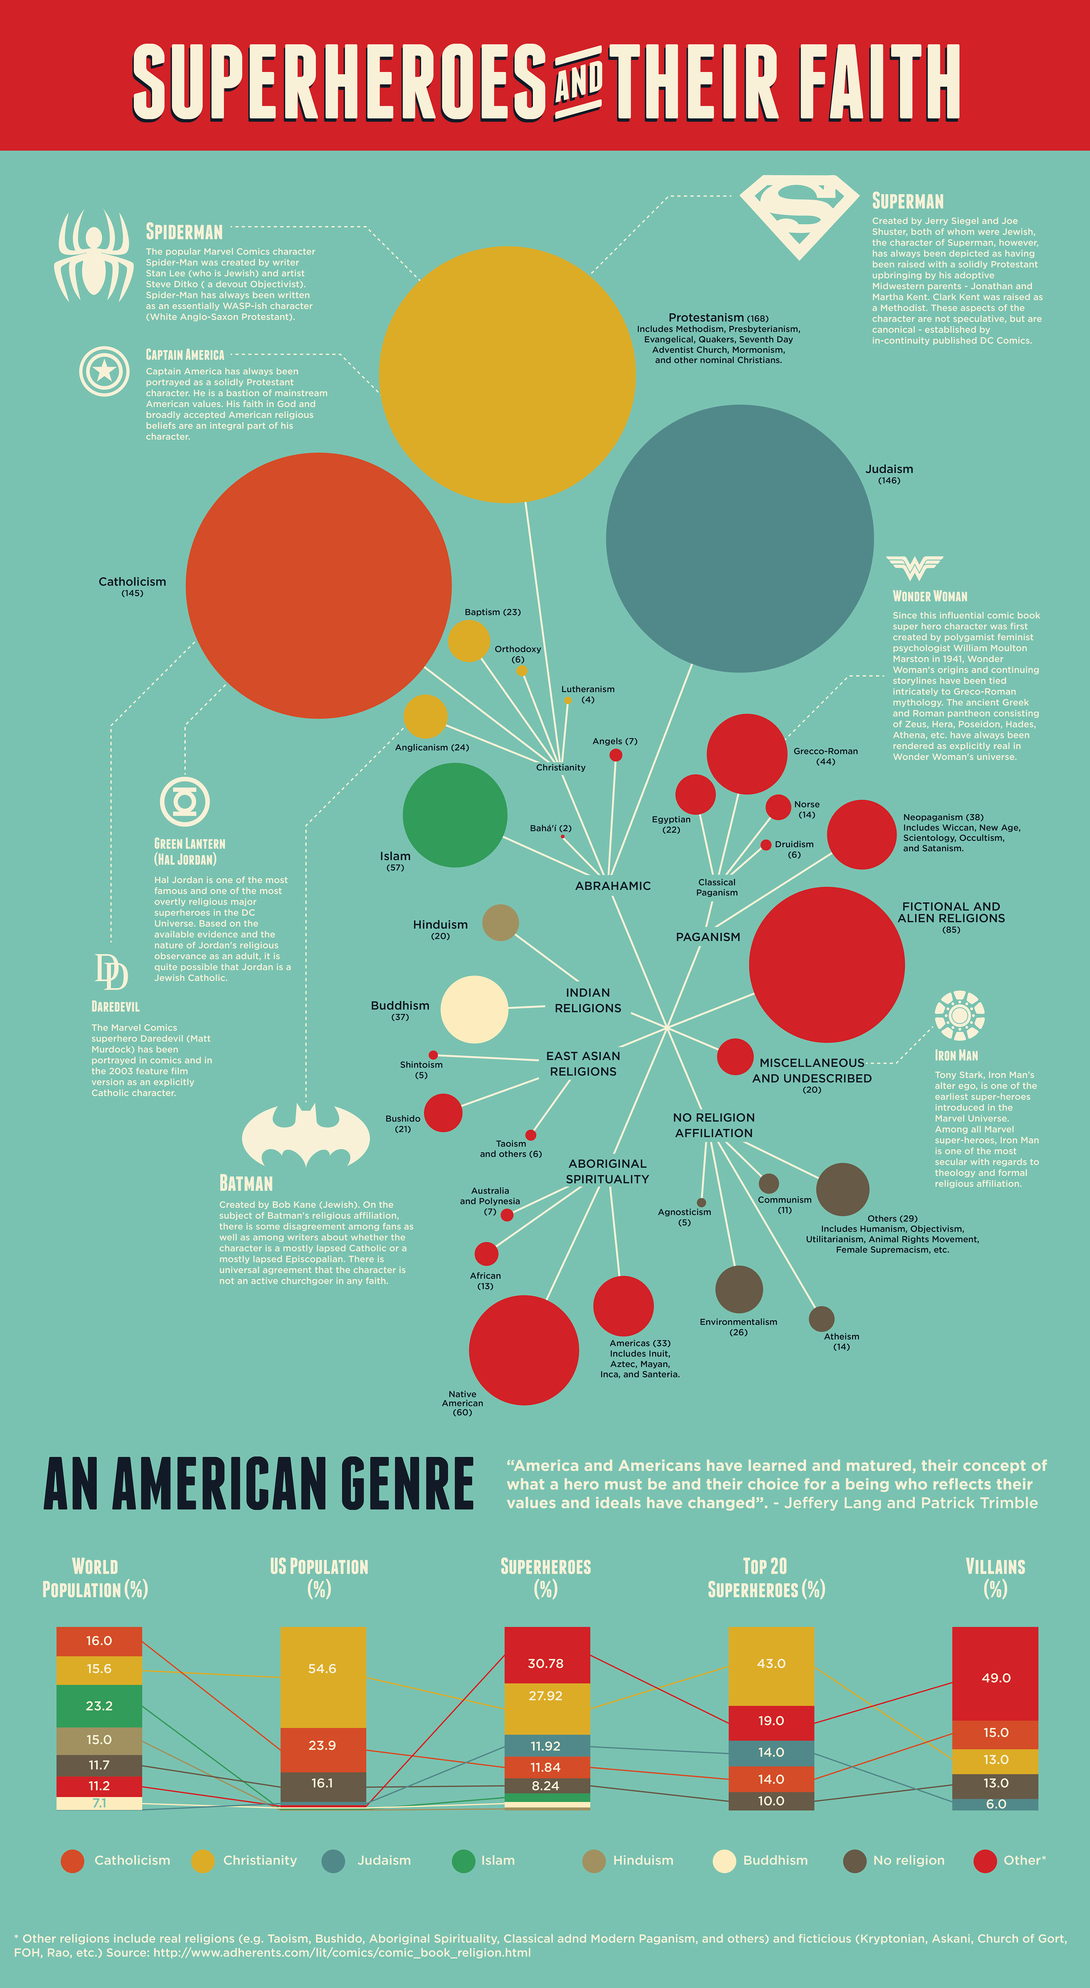 SUPERHEROES AND THEIR FAITH
SPIDERMAN
The popular Marvel Comics character
Spider-Man was created by writer
Stan Lee (who is Jewish) and artist
Steve Ditko ( a devout Objectivist).
Spider-Man has always been written
as an essentially WASP-ish character
(White Anglo-Saxon Protestant).
SUPERMAN
Created by Jerry Siegel and Joe
Shuster, both of whom were Jewish,
the character of Superman, however,
has always been depicted as having
been raised with a solidly Protestant
upbringing by his adoptive
Midwestern parents - Jonathan and
Martha Kent. Clark Kent was raised as
a Methodist. These aspects of the
character are not speculative, but are
canonical - established by
in-continuity published DC Comics.
CAPTAIN AMERICA
Captain America has always been
portrayed as a solidly Protestant
character. He is a bastion of mainstream
American values. His faith in God and
broadly accepted American religious
beliefs are an integral part of his
character.
Protestanism (168)
Includes Methodism, Presbyterianism,
Evangelical, Quakers, Seventh Day
Adventist Church, Mormonism,
and other nominal Christians.
Judaism
(146)
Catholicism
(145)
Baptism (23)
Orthodoxy
(6)
Lutheranism
(4)
Anglicanism (24)
Christianity
Angels (7)
Bahá'í (2)
Islam
(57)
ABRAHAMIC
WONDER WOMAN
Since this influential comic book
super hero character was first
created by polygamist feminist
psychologist William Moulton
Marston in 1941, Wonder
Woman's origins and continuing
storylines have been tied
intricately to Greco-Roman
mythology. The ancient Greek
and Roman pantheon consisting
of Zeus, Hera, Poseidon, Hades,
Athena, etc. have always been
rendered as explicitly real in
Wonder Woman's universe.
Grecco-Roman
(44)
Egyptian
(22)
Norse
(14)
Druidism
(6)
Classical
Paganism
Neopaganism (38)
Includes Wiccan, New Age,
Scientology, Occultism,
and Satanism.
PAGANISM
FICTIONAL AND
ALIEN RELIGIONS
(85)
GREEN LANTERN
(HAL JORDAN)
Hal Jordan is one of the most
famous and one of the most
overtly religious major
superheroes in the DC
Universe. Based on the
available evidence and the
nature of Jordan's religious
observance as an adult, it is
quite possible that Jordan is a
Jewish Catholic.
DD
DAREDEVIL
The Marvel Comics
superhero Daredevil (Matt
Murdock) has been
portrayed in comics and in
the 2003 feature film
version as an explicitly
Catholic character.
Hinduism
(20)
INDIAN
RELIGIONS
Buddhism
(37)
Shintoism
(5)
EAST ASIAN
RELIGIONS
Bushido
(21)
Taoism
and others (6)
MISCELLANEOUS
AND UNDESCRIBED
(20)
IRON MAN
Tony Stark, Iron Man's
alter ego, is one of the
earliest super-heroes
introduced in the
Marvel Universe.
Among all Marvel
super-heroes, Iron Man
is one of the most
secular with regards to
theology and formal
religious affiliation.
NO RELIGION
AFFILIATION
BATMAN
Created by Bob Kane (Jewish). On the
subject of Batman's religious affiliation,
there is some disagreement among fans as
well as among writers about whether the
character is a mostly lapsed Catholic or a
mostly lapsed Episcopalian. There is
universal agreement that the character is
not an active churchgoer in any faith.
ABORIGINAL
SPIRITUALITY
Australia
and Polynesia
(7)
African
(13)
Native
American
(60)
Americas (33)
Includes Inuit,
Aztec, Mayan,
Inca, and Santeria.
Agnosticism
(5)
Communism
(11)
Others (29)
Includes Humanism, Objectivism,
Utilitarianism, Animal Rights Movement,
Female Supremacism, etc.
Environmentalism
(26)
Atheism
(14)
AN AMERICAN GENRE
“America and Americans have learned and matured, their concept of
what a hero must be and their choice for a being who reflects their
values and ideals have changed”. - Jeffery Lang and Patrick Trimble
WORLD
POPULATION (%)
16.0
15.6
23.2
15.0
11.7
11.2
7.1
US POPULATION
(%)
54.6
23.9
16.1
SUPERHEROES
(%)
30.78
27.92
11.92
11.84
8.24
TOP 20
SUPERHEROES (%)
43.0
19.0
14.0
14.0
10.0
VILLAINS
(%)
49.0
15.0
13.0
13.0
6.0
Catholicism
Christianity
Judaism
Islam
Hinduism
Buddhism
No religion
Other*
* Other religions include real religions (e.g. Taoism, Bushido, Aboriginal Spirituality, Classical adnd Modern Paganism, and others) and ficticious (Kryptonian, Askani, Church of Gort,
FOH, Rao, etc.) Source: http://www.adherents.com/lit/comics/comic_book_religion.html